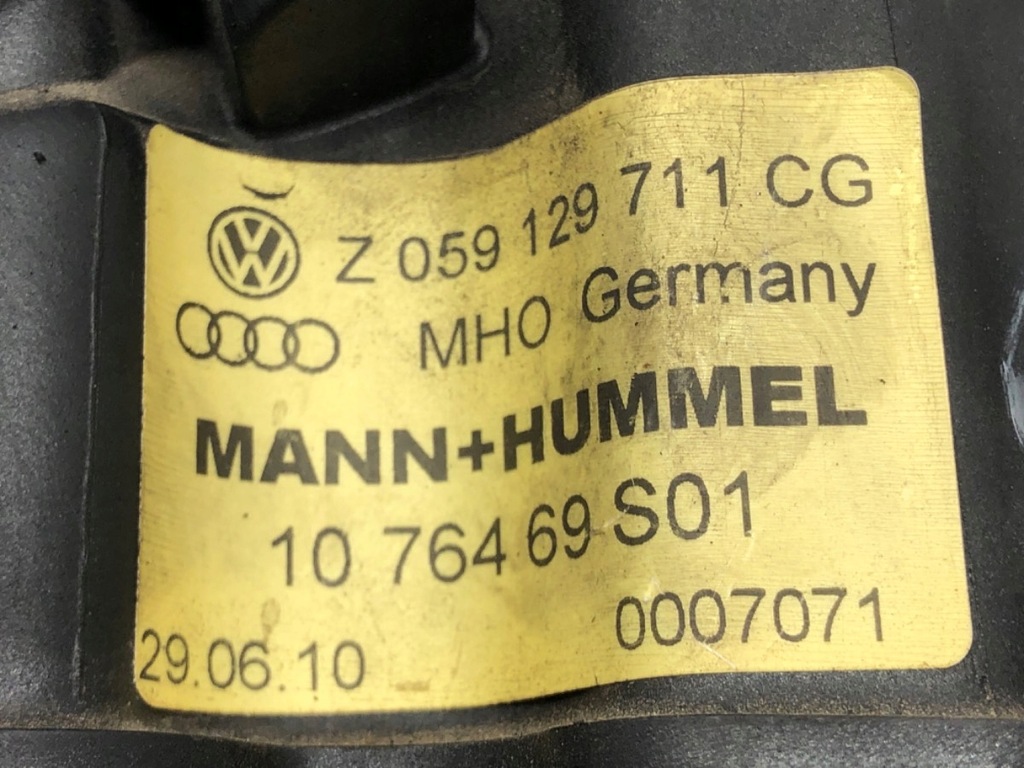 Z 059 129 711 CG
MHO Germany
MANN+HUMMEL
10 764 69 S01
29.06.10 0007071